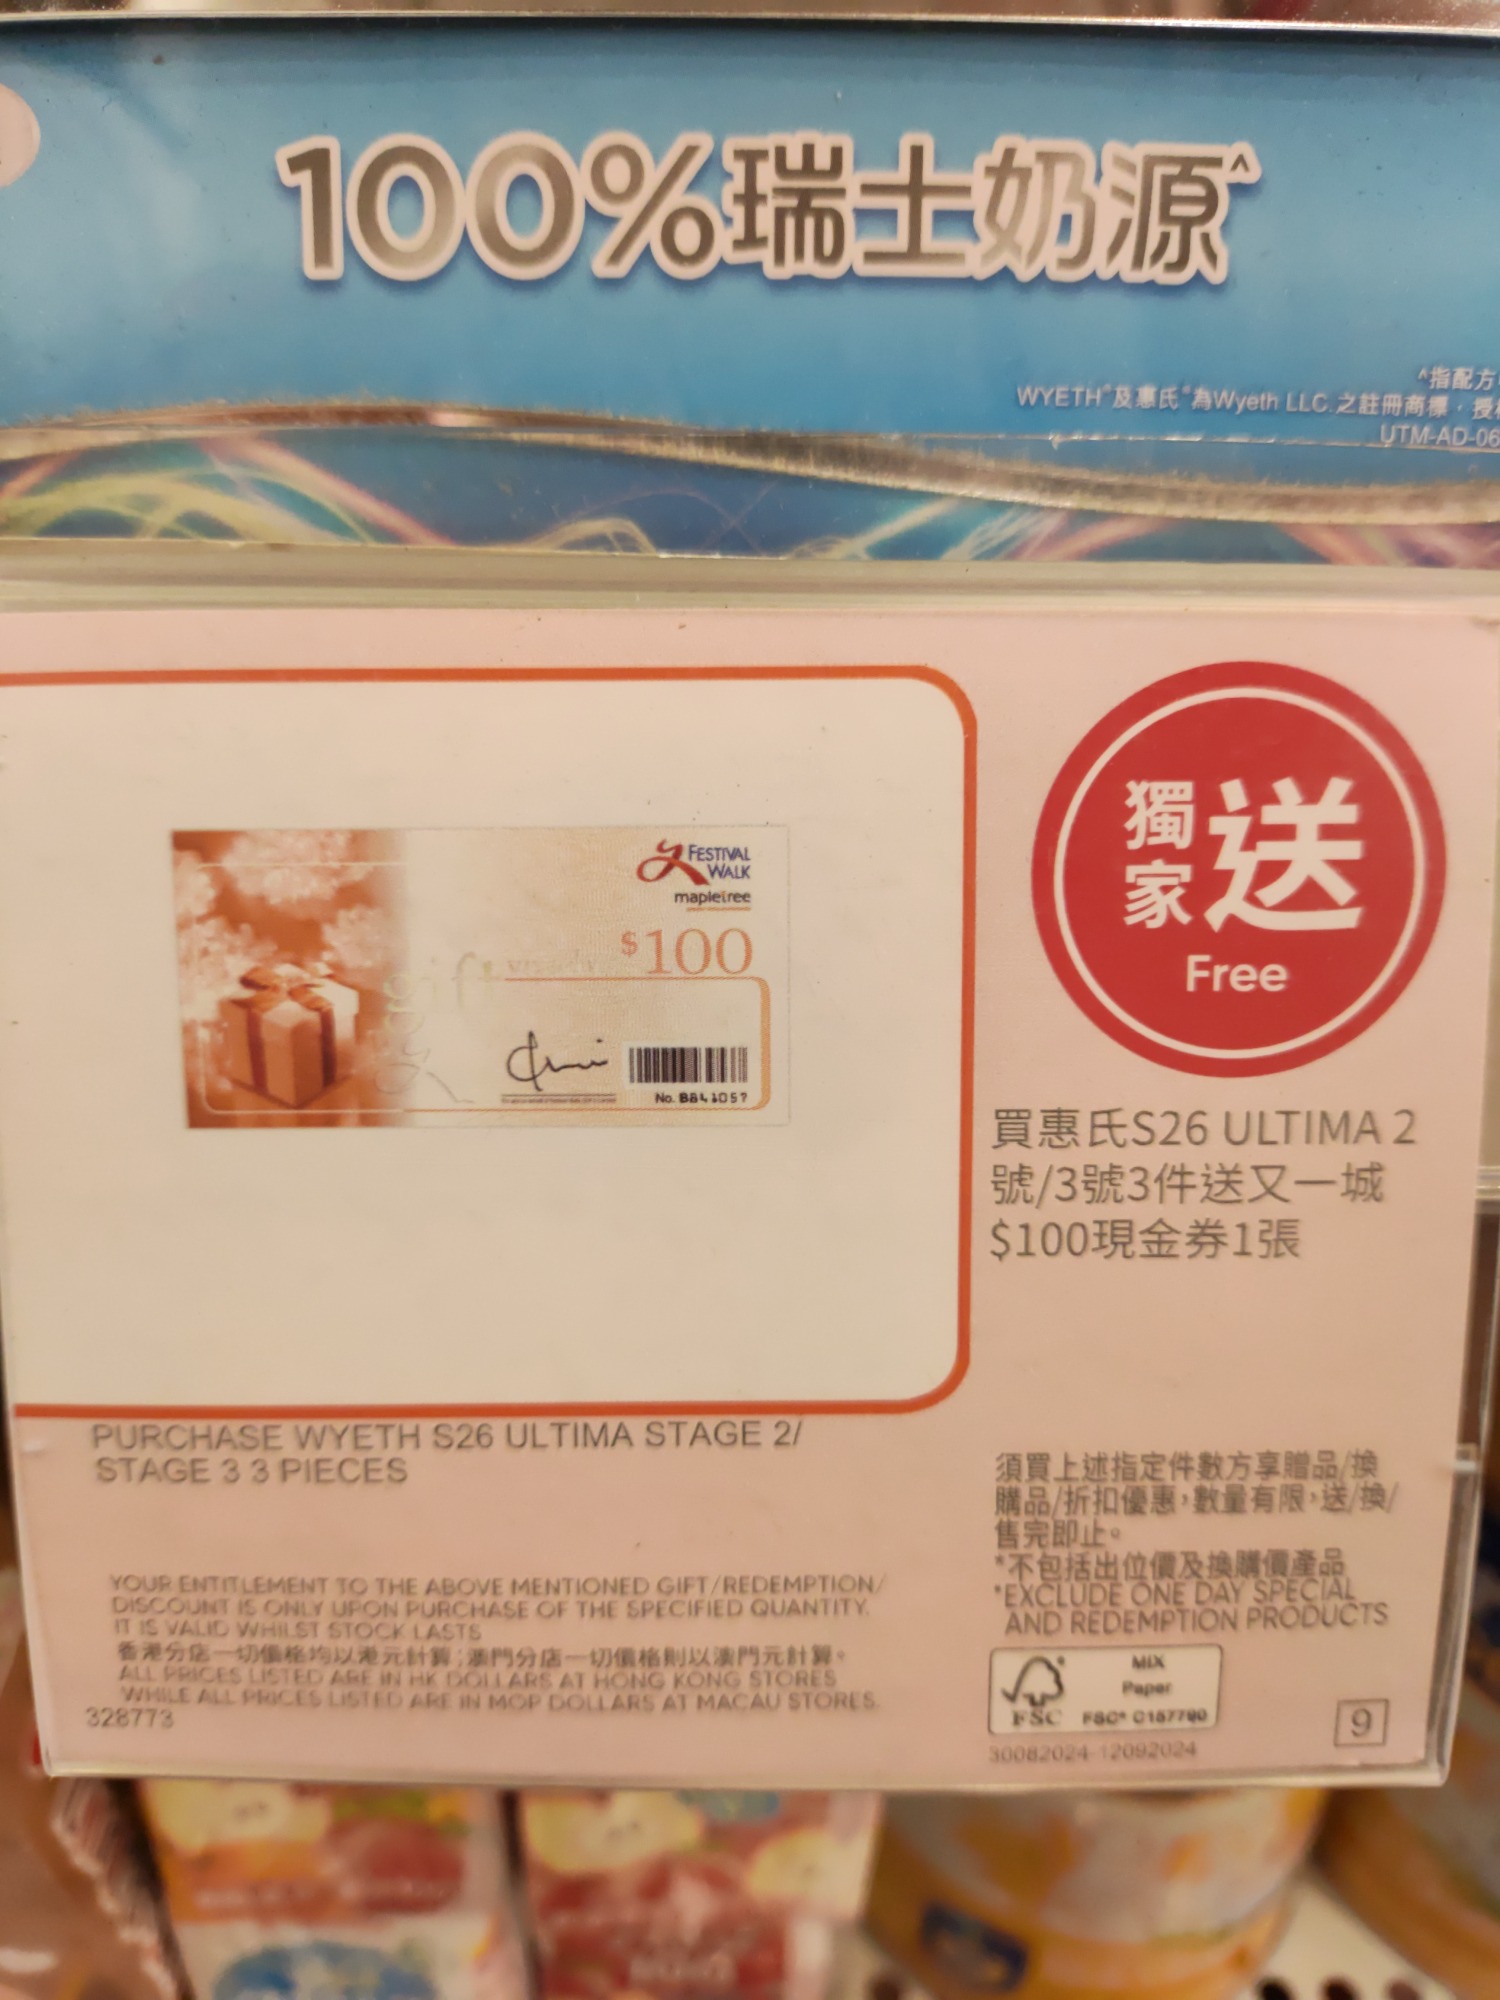 100%瑞士奶源^
^指配方
WYETH®及惠氏®為Wyeth LLC.之註冊商標，授
UTM-AD-06
FESTIVAL
WALK
mapletree
$100
gift voucher
No. BB41057
獨家送
Free
買惠氏S26 ULTIMA 2
號/3號3件送又一城
$100現金券1張
PURCHASE WYETH S26 ULTIMA STAGE 2/
STAGE 3 3 PIECES
須買上述指定件數方享贈品/換
購品/折扣優惠，數量有限，送/換/
售完即止。
*不包括出位價及換購價產品
*EXCLUDE ONE DAY SPECIAL
AND REDEMPTION PRODUCTS
YOUR ENTITLEMENT TO THE ABOVE MENTIONED GIFT/REDEMPTION/
DISCOUNT IS ONLY UPON PURCHASE OF THE SPECIFIED QUANTITY.
IT IS VALID WHILST STOCK LASTS
香港分店一切價格均以港元計算；澳門分店一切價格則以澳門元計算。
ALL PRICES LISTED ARE IN HK DOLLARS AT HONG KONG STORES
WHILE ALL PRICES LISTED ARE IN MOP DOLLARS AT MACAU STORES.
328773
FSC
MIX
Paper
FSC® C157790
30082024-12092024
9